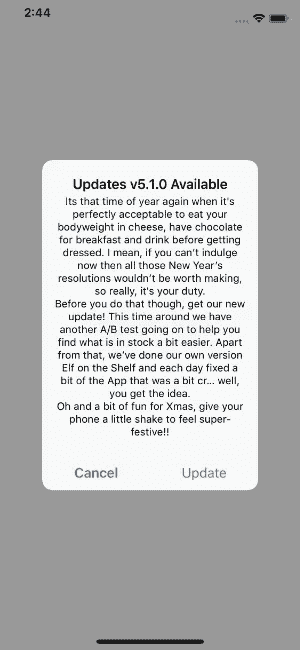 2:44
Updates v5.1.0 Available
Its that time of year again when it's
perfectly acceptable to eat your
bodyweight in cheese, have chocolate
for breakfast and drink before getting
dressed. I mean, if you can't indulge
now then all those New Year's
resolutions wouldn't be worth making,
so really, it's your duty.
Before you do that though, get our new
update! This time around we have
another A/B test going on to help you
find what is in stock a bit easier. Apart
from that, we've done our own version
Elf on the Shelf and each day fixed a
bit of the App that was a bit cr... well,
you get the idea.
Oh and a bit of fun for Xmas, give your
phone a little shake to feel super-
festive!!
Cancel Update